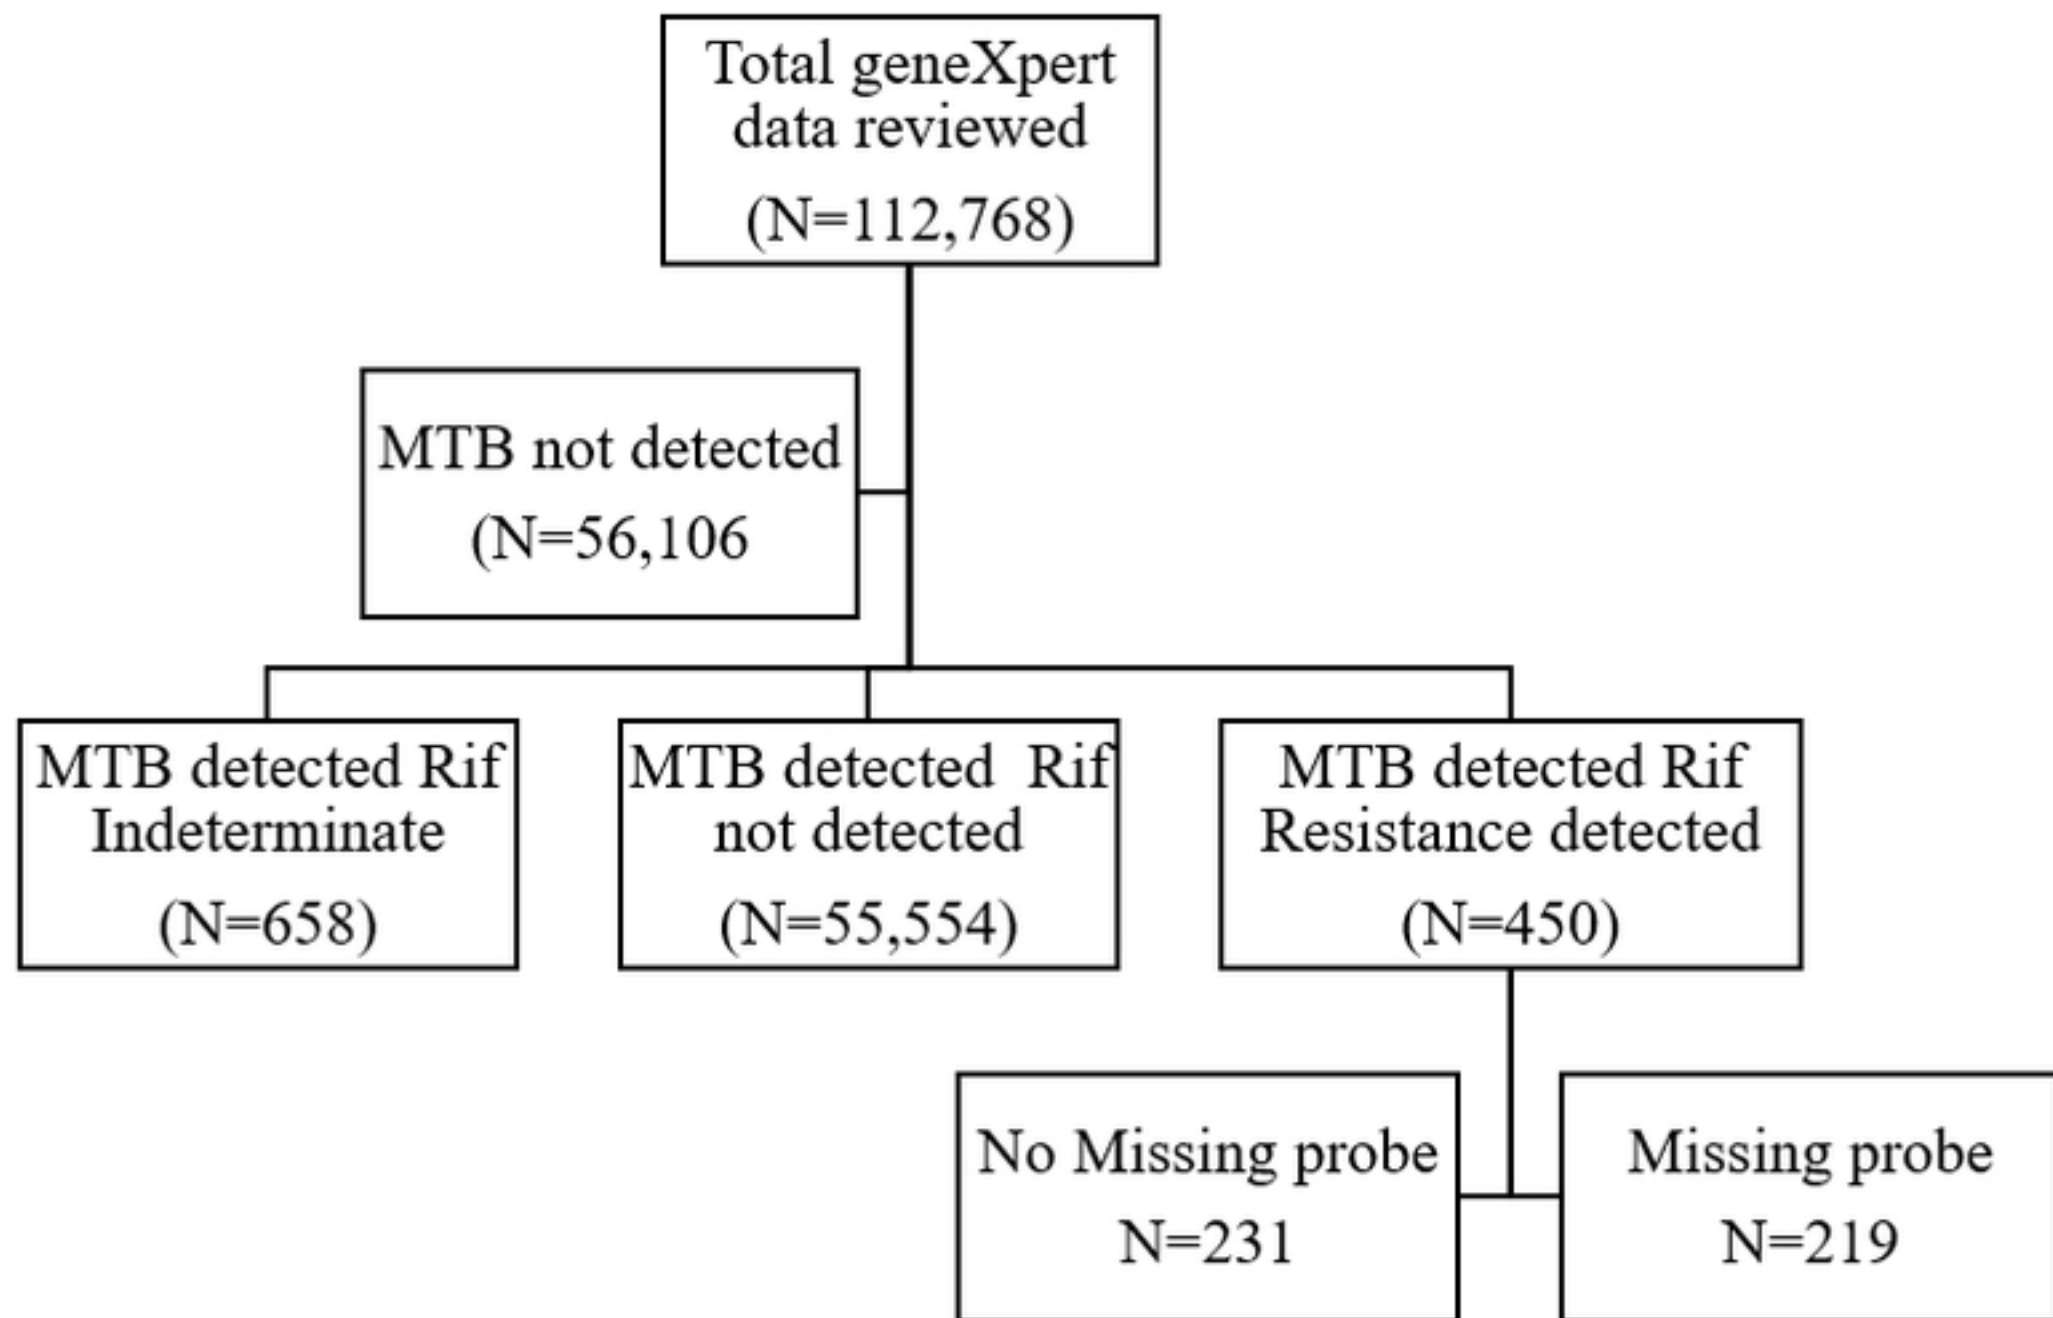 Total geneXpert
data reviewed
(N=112,768)
MTB not detected
(N=56,106
MTB detected Rif
Indeterminate
(N=658)
MTB detected Rif
not detected
(N=55,554)
MTB detected Rif
Resistance detected
(N=450)
No Missing probe
N=231
Missing probe
N=219